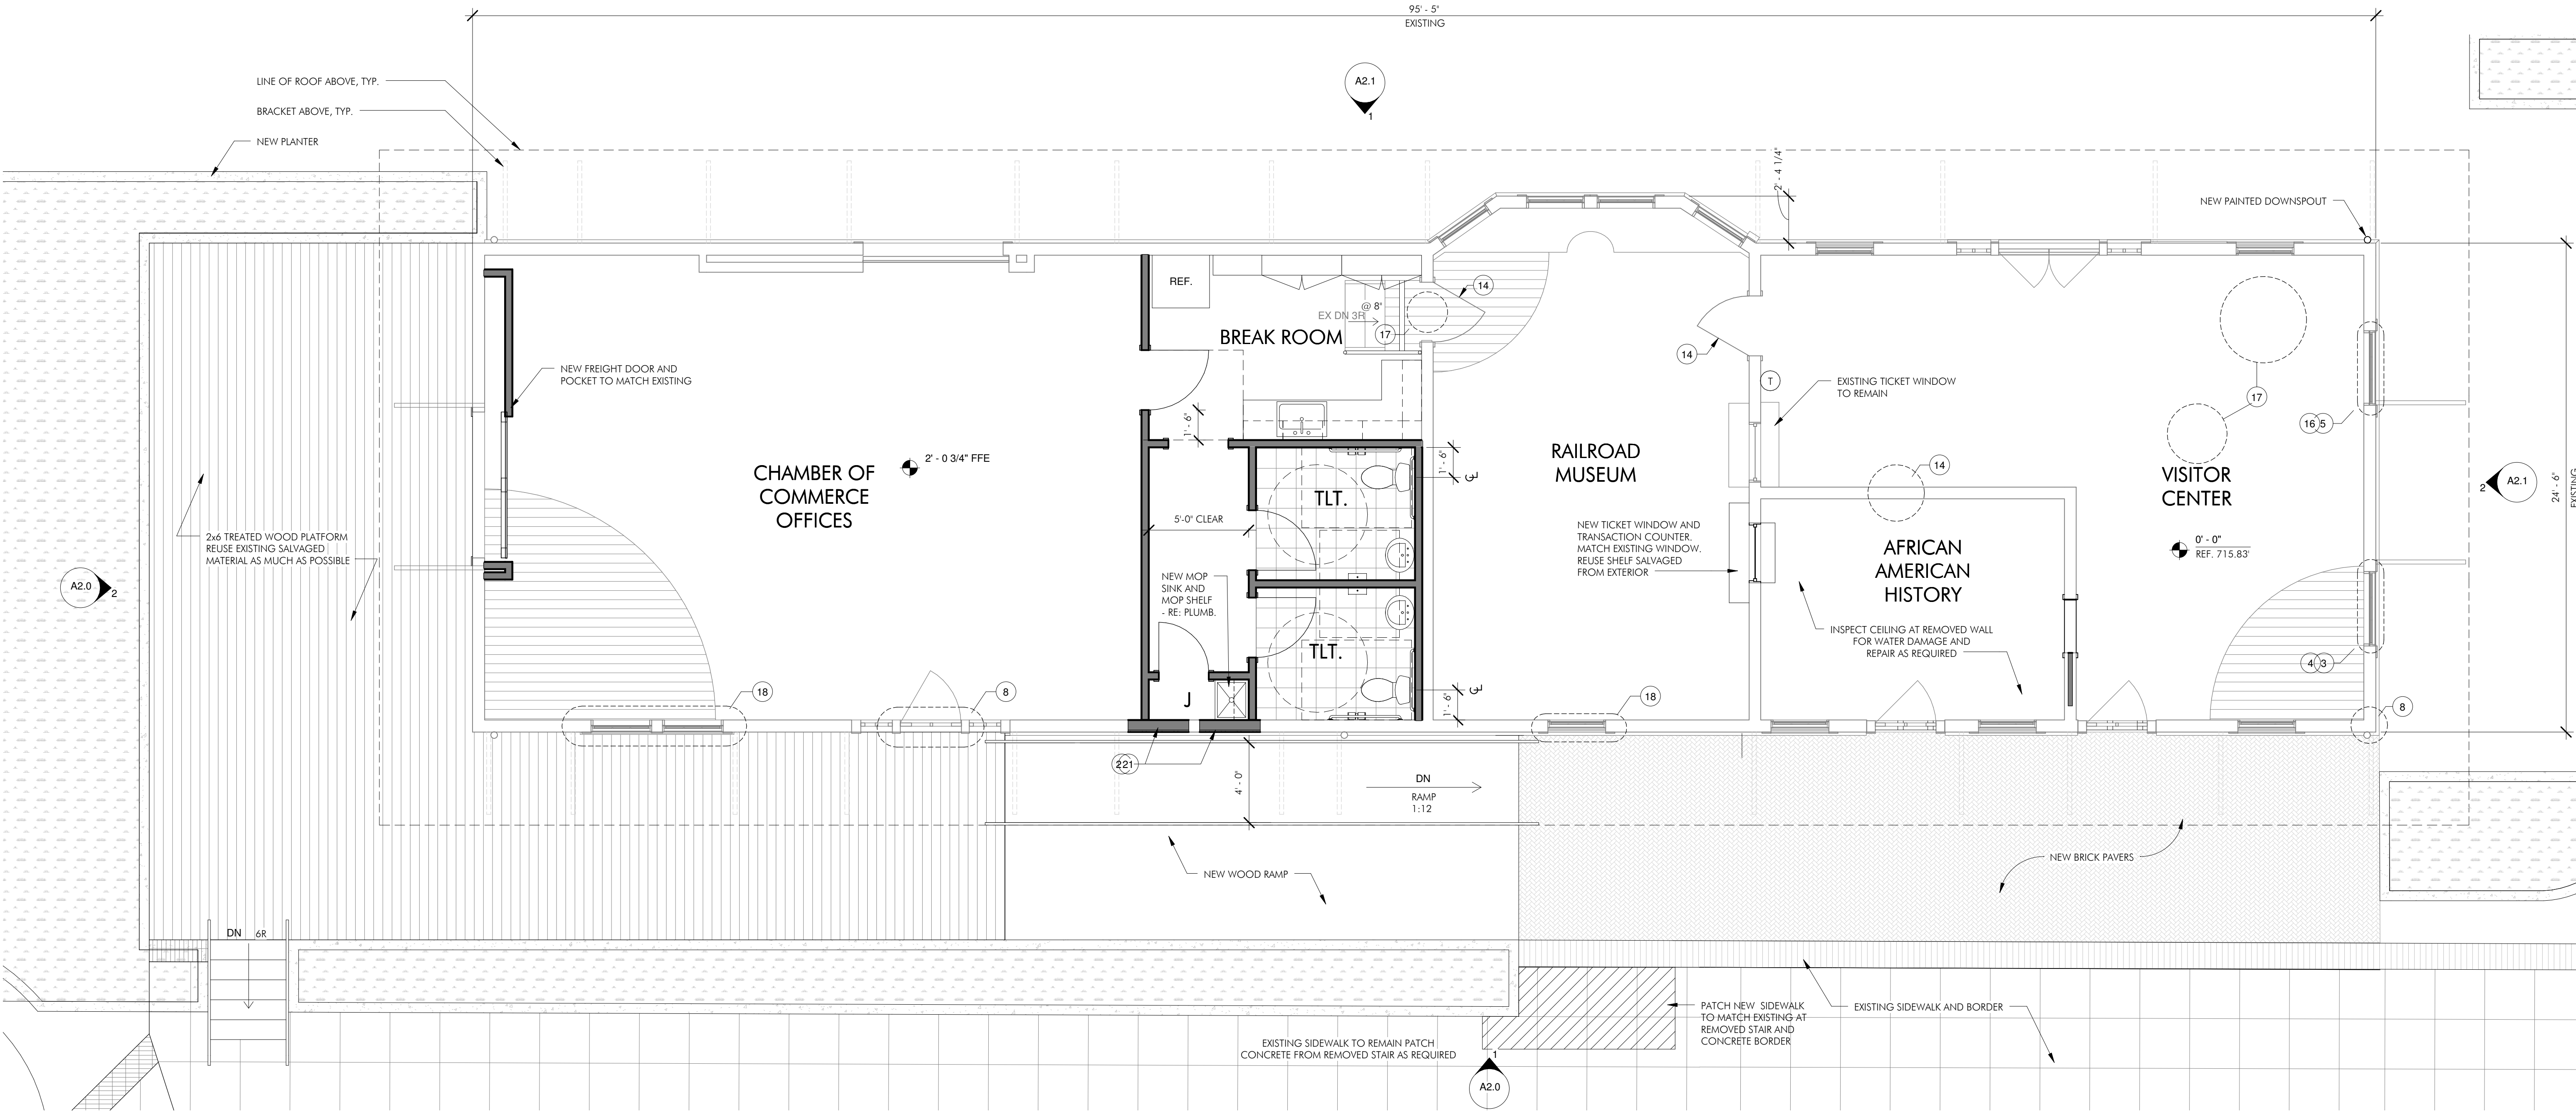 95' - 5"
EXISTING
LINE OF ROOF ABOVE, TYP.
BRACKET ABOVE, TYP.
NEW PLANTER
A2.1
1
2' - 4 1/4"
NEW PAINTED DOWNSPOUT
REF.
14
@ 8"
EX DN 3R
17
BREAK ROOM
14
T
EXISTING TICKET WINDOW
TO REMAIN
17
16
5
NEW FREIGHT DOOR AND
POCKET TO MATCH EXISTING
1' - 6"
2' - 0 3/4" FFE
CHAMBER OF
COMMERCE
OFFICES
1' - 6"
RAILROAD
MUSEUM
14
VISITOR
CENTER
2
A2.1
24' - 6"
EXISTING
TLT.
5'-0" CLEAR
2x6 TREATED WOOD PLATFORM
REUSE EXISTING SALVAGED
MATERIAL AS MUCH AS POSSIBLE
NEW TICKET WINDOW AND
TRANSACTION COUNTER.
MATCH EXISTING WINDOW.
REUSE SHELF SALVAGED
FROM EXTERIOR
AFRICAN
AMERICAN
HISTORY
0' - 0"
REF. 715.83'
A2.0
2
NEW MOP
SINK AND
MOP SHELF
- RE: PLUMB.
INSPECT CEILING AT REMOVED WALL
FOR WATER DAMAGE AND
REPAIR AS REQUIRED
TLT.
4
3
18
8
J
1' - 6"
18
8
21
4' - 0"
DN
RAMP
1:12
NEW WOOD RAMP
NEW BRICK PAVERS
DN 6R
PATCH NEW SIDEWALK
TO MATCH EXISTING AT
REMOVED STAIR AND
CONCRETE BORDER
EXISTING SIDEWALK AND BORDER
EXISTING SIDEWALK TO REMAIN PATCH
CONCRETE FROM REMOVED STAIR AS REQUIRED
1
A2.0